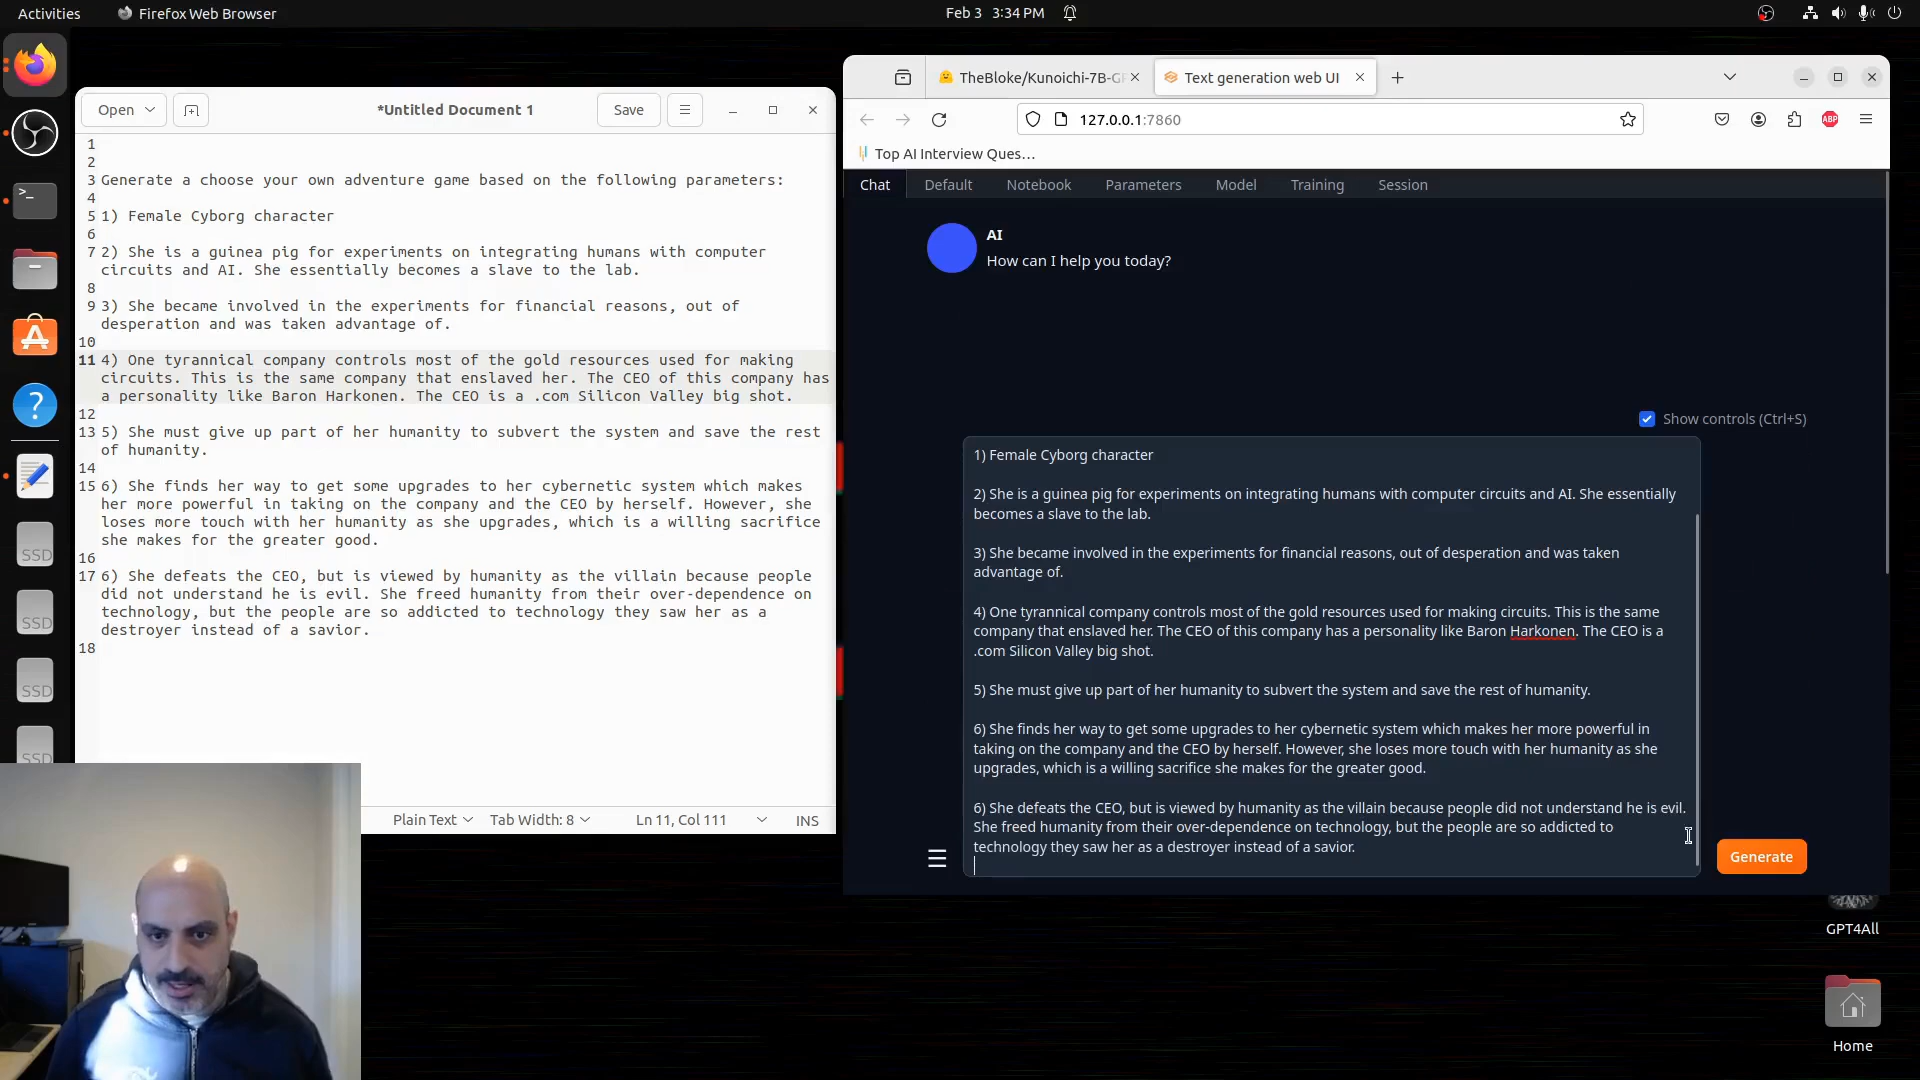 Activities
Firefox Web Browser
Feb 3 3:34 PM
Open
*Untitled Document 1
Save
1
2
3 Generate a choose your own adventure game based on the following parameters:
4
5 1) Female Cyborg character
6
7 2) She is a guinea pig for experiments on integrating humans with computer
circuits and AI. She essentially becomes a slave to the lab.
8
9 3) She became involved in the experiments for financial reasons, out of
desperation and was taken advantage of.
10
11 4) One tyrannical company controls most of the gold resources used for making
circuits. This is the same company that enslaved her. The CEO of this company has
a personality like Baron Harkonen. The CEO is a .com Silicon Valley big shot.
12
13 5) She must give up part of her humanity to subvert the system and save the rest
of humanity.
14
15 6) She finds her way to get some upgrades to her cybernetic system which makes
her more powerful in taking on the company and the CEO by herself. However, she
loses more touch with her humanity as she upgrades, which is a willing sacrifice
she makes for the greater good.
16
17 6) She defeats the CEO, but is viewed by humanity as the villain because people
did not understand he is evil. She freed humanity from their over-dependence on
technology, but the people are so addicted to technology they saw her as a
destroyer instead of a savior.
18
Plain Text
Tab Width: 8
Ln 11, Col 111
INS
SSD
SSD
SSD
SSD
TheBloke/Kunoichi-7B-GP
Text generation web UI
127.0.0.1:7860
ABP
Top AI Interview Ques…
Chat
Default
Notebook
Parameters
Model
Training
Session
AI
How can I help you today?
Show controls (Ctrl+S)
1) Female Cyborg character
2) She is a guinea pig for experiments on integrating humans with computer circuits and AI. She essentially
becomes a slave to the lab.
3) She became involved in the experiments for financial reasons, out of desperation and was taken
advantage of.
4) One tyrannical company controls most of the gold resources used for making circuits. This is the same
company that enslaved her. The CEO of this company has a personality like Baron Harkonen. The CEO is a
.com Silicon Valley big shot.
5) She must give up part of her humanity to subvert the system and save the rest of humanity.
6) She finds her way to get some upgrades to her cybernetic system which makes her more powerful in
taking on the company and the CEO by herself. However, she loses more touch with her humanity as she
upgrades, which is a willing sacrifice she makes for the greater good.
6) She defeats the CEO, but is viewed by humanity as the villain because people did not understand he is evil.
She freed humanity from their over-dependence on technology, but the people are so addicted to
technology they saw her as a destroyer instead of a savior.
Generate
GPT4All
Home